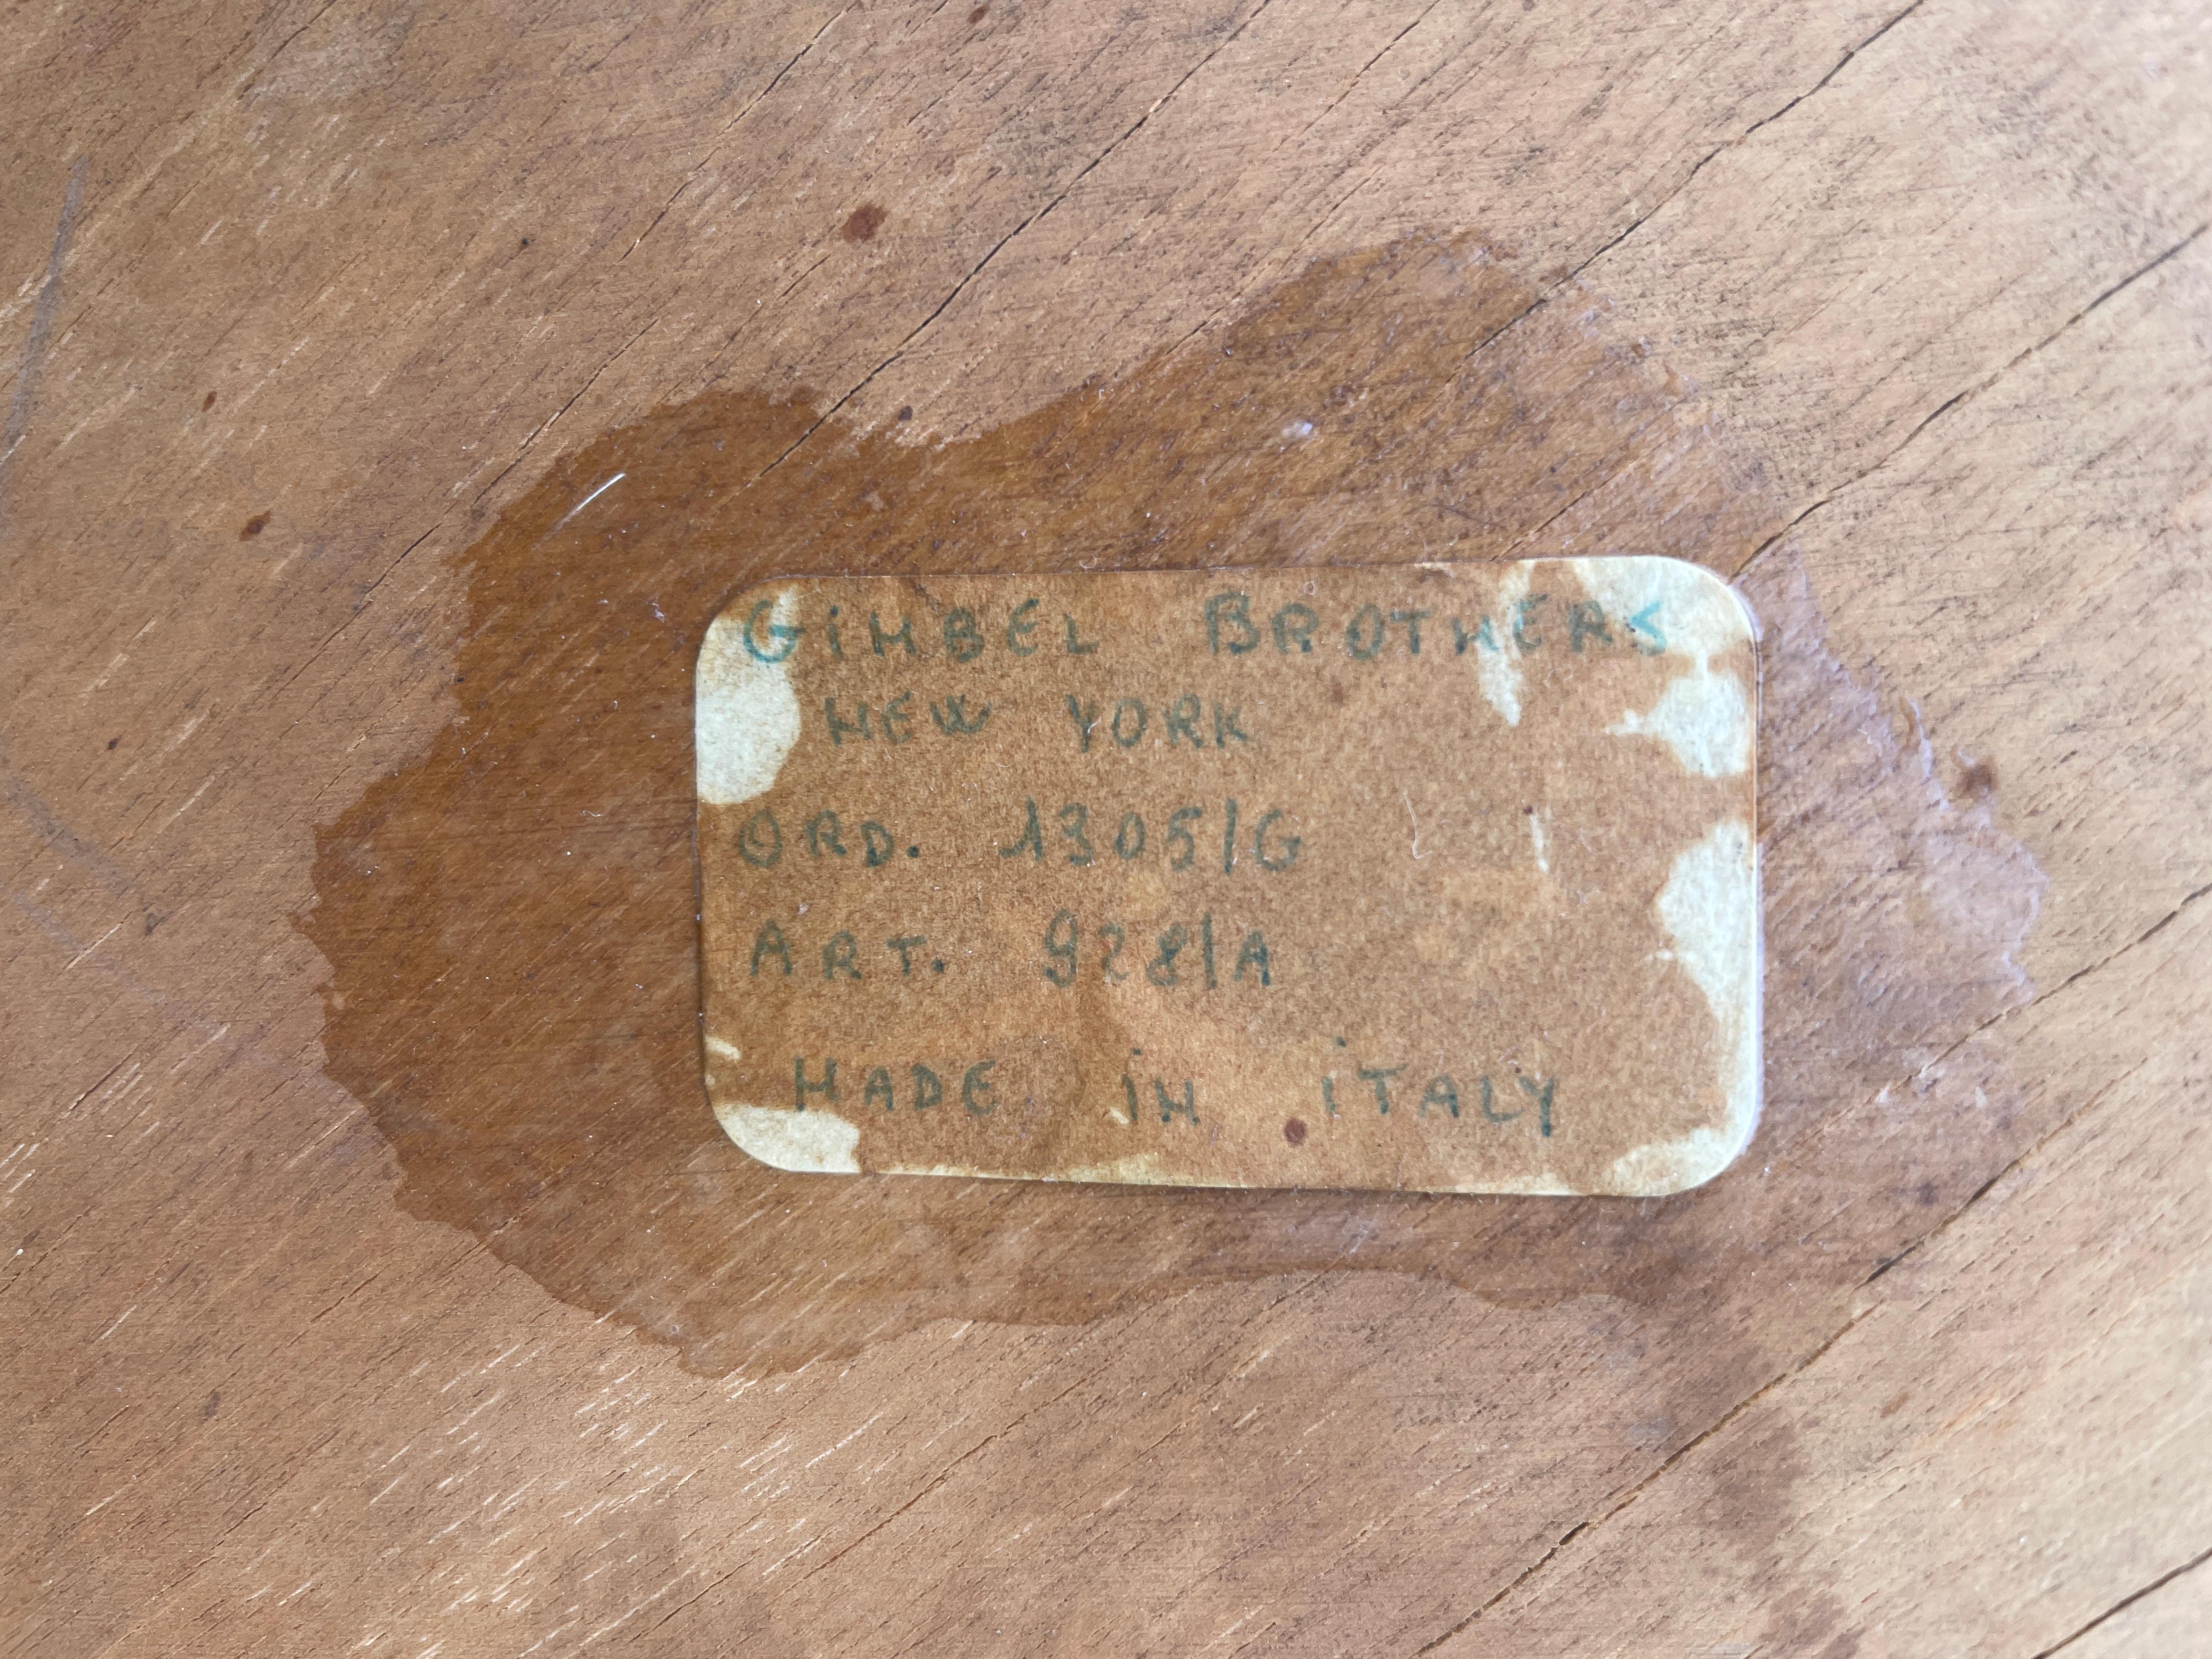 GiMBEL BROTHERS
NEW YORK
ORD. 1305/G
ART. 928/A
MADE iN iTALY